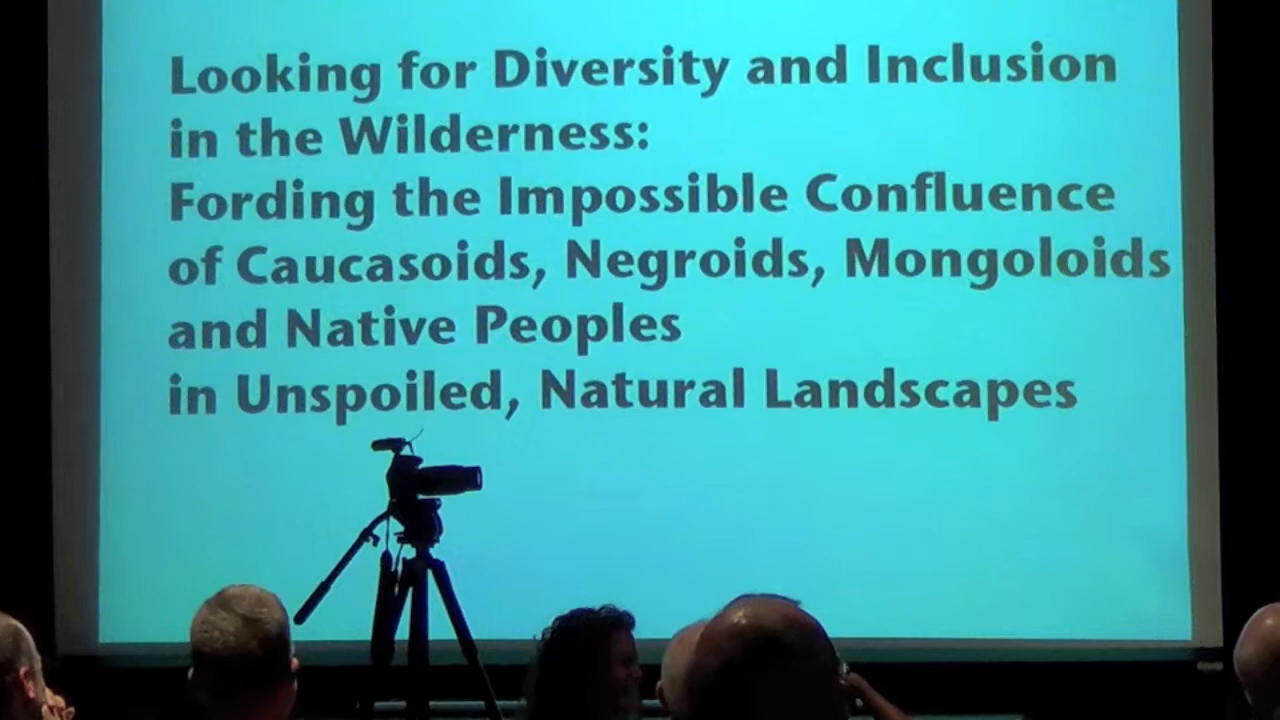 Looking for Diversity and Inclusion
in the Wilderness:
Fording the Impossible Confluence
of Caucasoids, Negroids, Mongoloids
and Native Peoples
in Unspoiled, Natural Landscapes